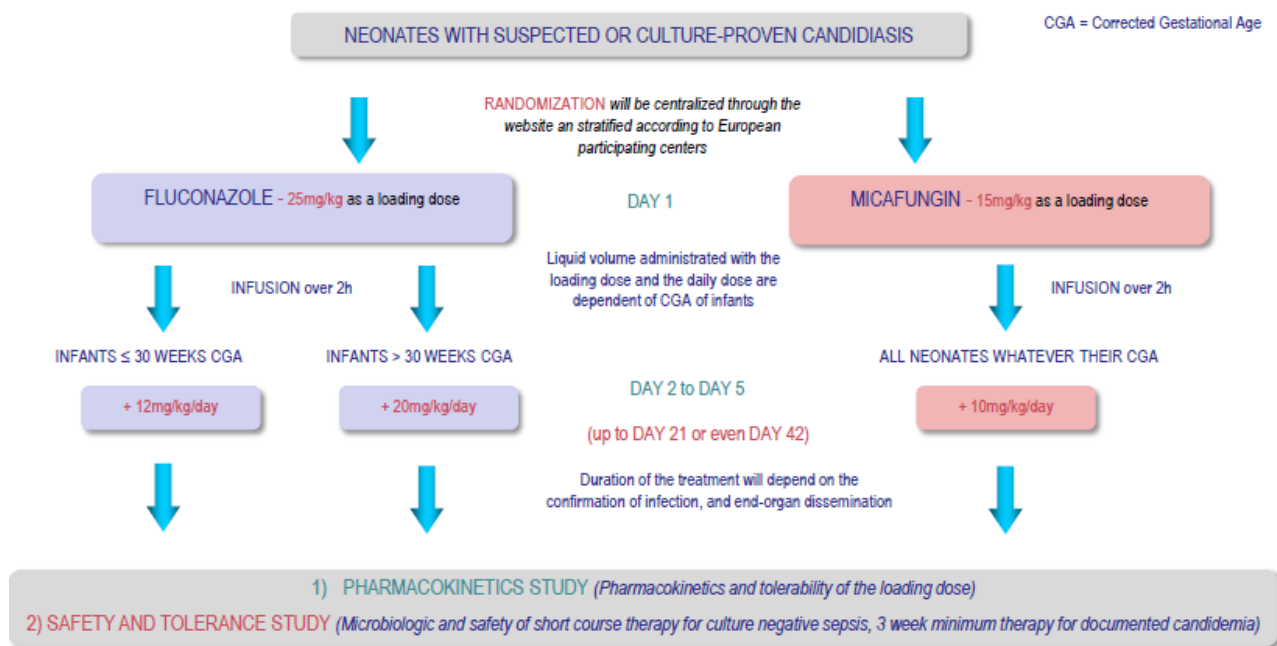 NEONATES WITH SUSPECTED OR CULTURE-PROVEN CANDIDIASIS
CGA = Corrected Gestational Age
RANDOMIZATION will be centralized through the
website an stratified according to European
participating centers
FLUCONAZOLE - 25mg/kg as a loading dose
DAY 1
MICAFUNGIN - 15mg/kg as a loading dose
Liquid volume administrated with the
loading dose and the daily dose are
dependent of CGA of infants
INFUSION over 2h
INFUSION over 2h
INFANTS ≤ 30 WEEKS CGA
INFANTS > 30 WEEKS CGA
ALL NEONATES WHATEVER THEIR CGA
+ 12mg/kg/day
+ 20mg/kg/day
DAY 2 to DAY 5
+ 10mg/kg/day
(up to DAY 21 or even DAY 42)
Duration of the treatment will depend on the
confirmation of infection, and end-organ dissemination
1) PHARMACOKINETICS STUDY (Pharmacokinetics and tolerability of the loading dose)
2) SAFETY AND TOLERANCE STUDY (Microbiologic and safety of short course therapy for culture negative sepsis, 3 week minimum therapy for documented candidemia)